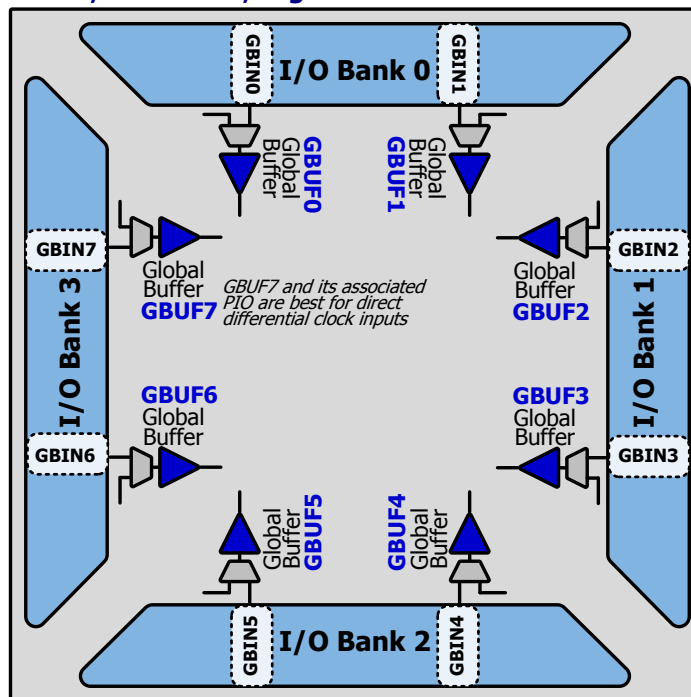 GBIN0
I/O Bank 0
GBIN1
Global
Buffer
GBUF0
GBUF1
Global
Buffer
GBIN7
Global
Buffer
GBUF7
GBUF7 and its associated
PIO are best for direct
differential clock inputs
GBIN2
Global
Buffer
GBUF2
I/O Bank 3
I/O Bank 1
GBUF6
Global
Buffer
GBIN6
GBUF3
Global
Buffer
GBIN3
Global
Buffer
GBUF5
GBUF4
Global
Buffer
GBIN5
I/O Bank 2
GBIN4